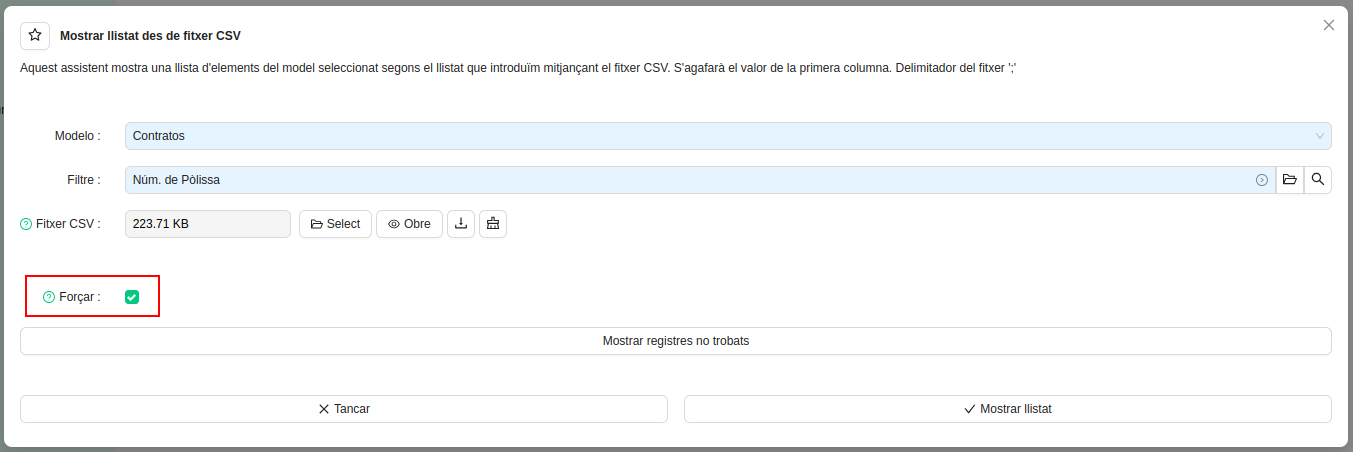 Mostrar llistat des de fitxer CSV
Aquest assistent mostra una llista d'elements del model seleccionat segons el llistat que introduïm mitjançant el fitxer CSV. S'agafarà el valor de la primera columna. Delimitador del fitxer ';'
Modelo : Contratos
Filtre : Núm. de Pòlissa
Fitxer CSV : 223.71 KB Select Obre
Forçar :
Mostrar registres no trobats
Tancar Mostrar llistat